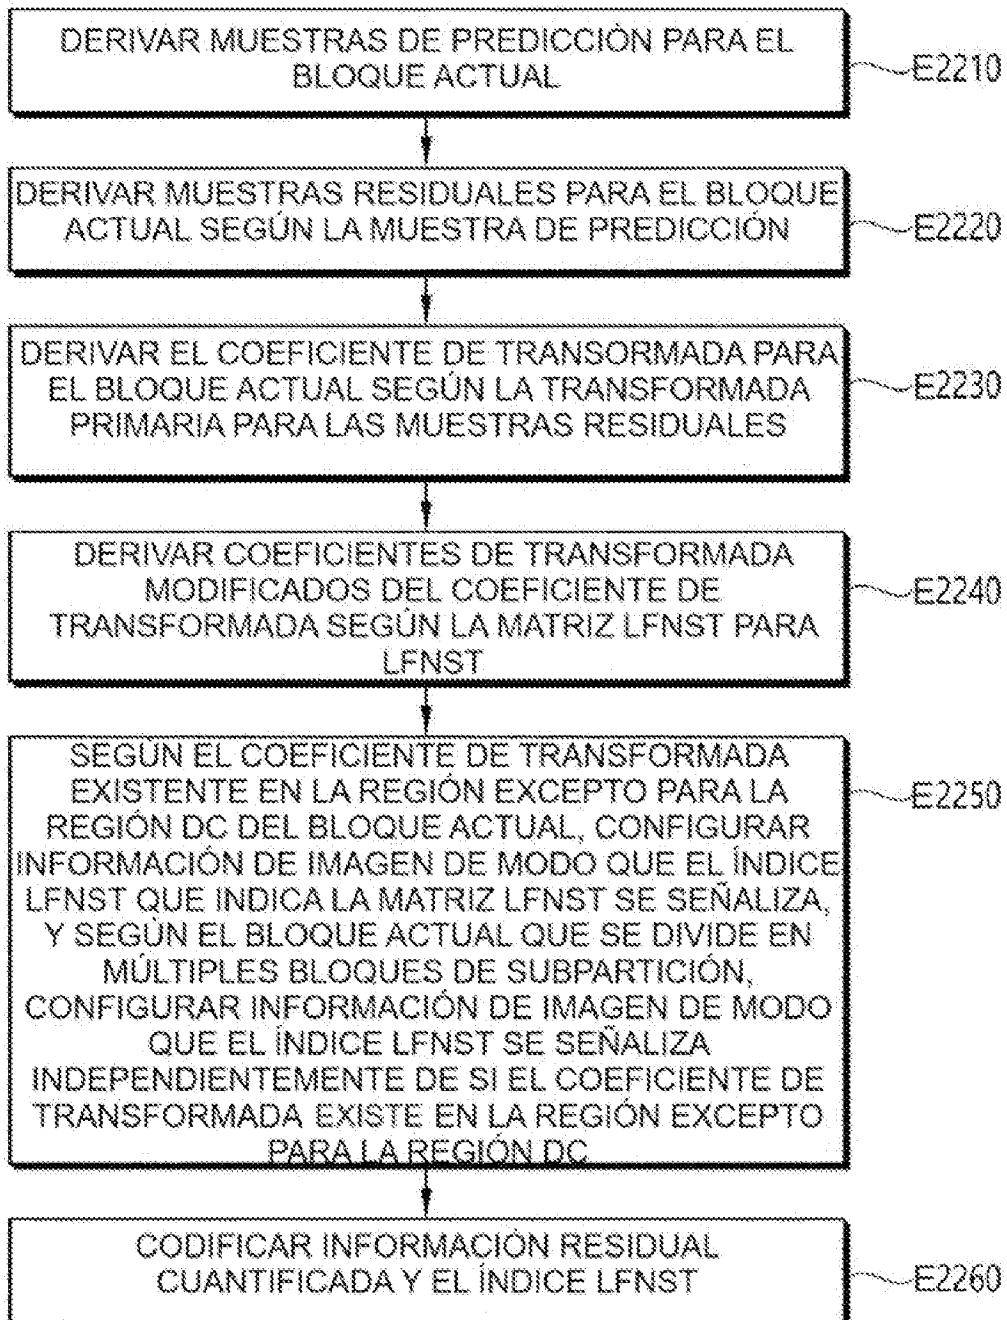 DERIVAR MUESTRAS DE PREDICCIÓN PARA EL
BLOQUE ACTUAL
E2210
DERIVAR MUESTRAS RESIDUALES PARA EL BLOQUE
ACTUAL SEGÚN LA MUESTRA DE PREDICCIÓN
E2220
DERIVAR EL COEFICIENTE DE TRANSORMADA PARA
EL BLOQUE ACTUAL SEGÚN LA TRANSFORMADA
PRIMARIA PARA LAS MUESTRAS RESIDUALES
E2230
DERIVAR COEFICIENTES DE TRANSFORMADA
MODIFICADOS DEL COEFICIENTE DE
TRANSFORMADA SEGÚN LA MATRIZ LFNST PARA
LFNST
E2240
SEGÚN EL COEFICIENTE DE TRANSFORMADA
EXISTENTE EN LA REGIÓN EXCEPTO PARA LA
REGIÓN DC DEL BLOQUE ACTUAL, CONFIGURAR
INFORMACIÓN DE IMAGEN DE MODO QUE EL ÍNDICE
LFNST QUE INDICA LA MATRIZ LFNST SE SEÑALIZA,
Y SEGÚN EL BLOQUE ACTUAL QUE SE DIVIDE EN
MÚLTIPLES BLOQUES DE SUBPARTICIÓN,
CONFIGURAR INFORMACIÓN DE IMAGEN DE MODO
QUE EL ÍNDICE LFNST SE SEÑALIZA
INDEPENDIENTEMENTE DE SI EL COEFICIENTE DE
TRANSFORMADA EXISTE EN LA REGIÓN EXCEPTO
PARA LA REGIÓN DC
E2250
CODIFICAR INFORMACIÓN RESIDUAL
CUANTIFICADA Y EL ÍNDICE LFNST
E2260